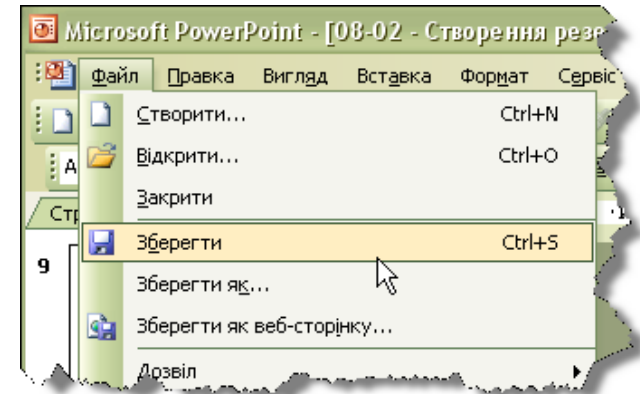 Microsoft PowerPoint - [08-02 - Створення резе
Файл Правка Вигляд Вставка Формат Сервіс
Створити... Ctrl+N
Відкрити... Ctrl+O
A
Закрити
Стр
Зберегти Ctrl+S
9
Зберегти як...
Зберегти як веб-сторінку...
Дозвіл